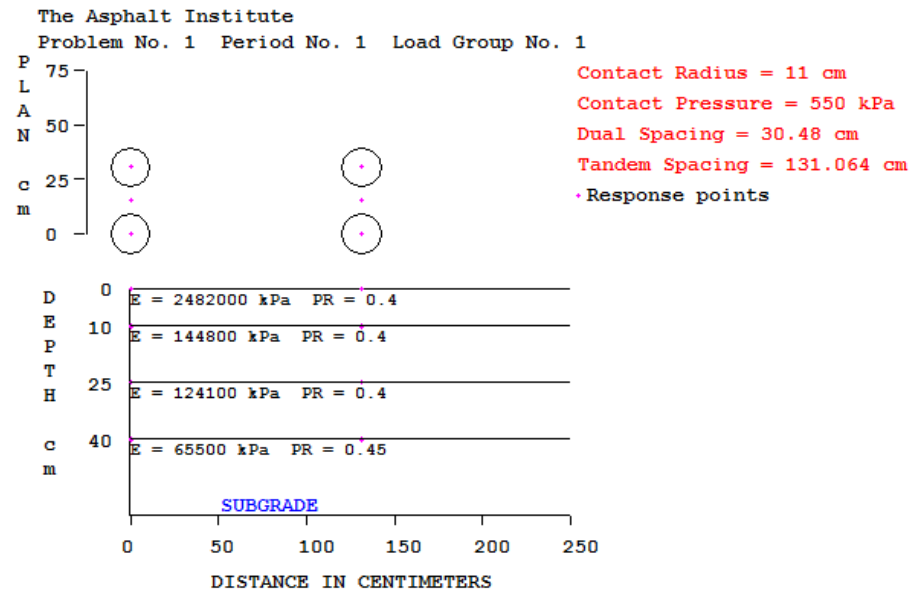 The Asphalt Institute
Problem No. 1  Period No. 1  Load Group No. 1
PLAN cm
75
50
25
0
Contact Radius = 11 cm
Contact Pressure = 550 kPa
Dual Spacing = 30.48 cm
Tandem Spacing = 131.064 cm
Response points
DEPTH cm
0
E = 2482000 kPa  PR = 0.4
10
E = 144800 kPa  PR = 0.4
25
E = 124100 kPa  PR = 0.4
40
E = 65500 kPa  PR = 0.45
SUBGRADE
0 50 100 150 200 250
DISTANCE IN CENTIMETERS